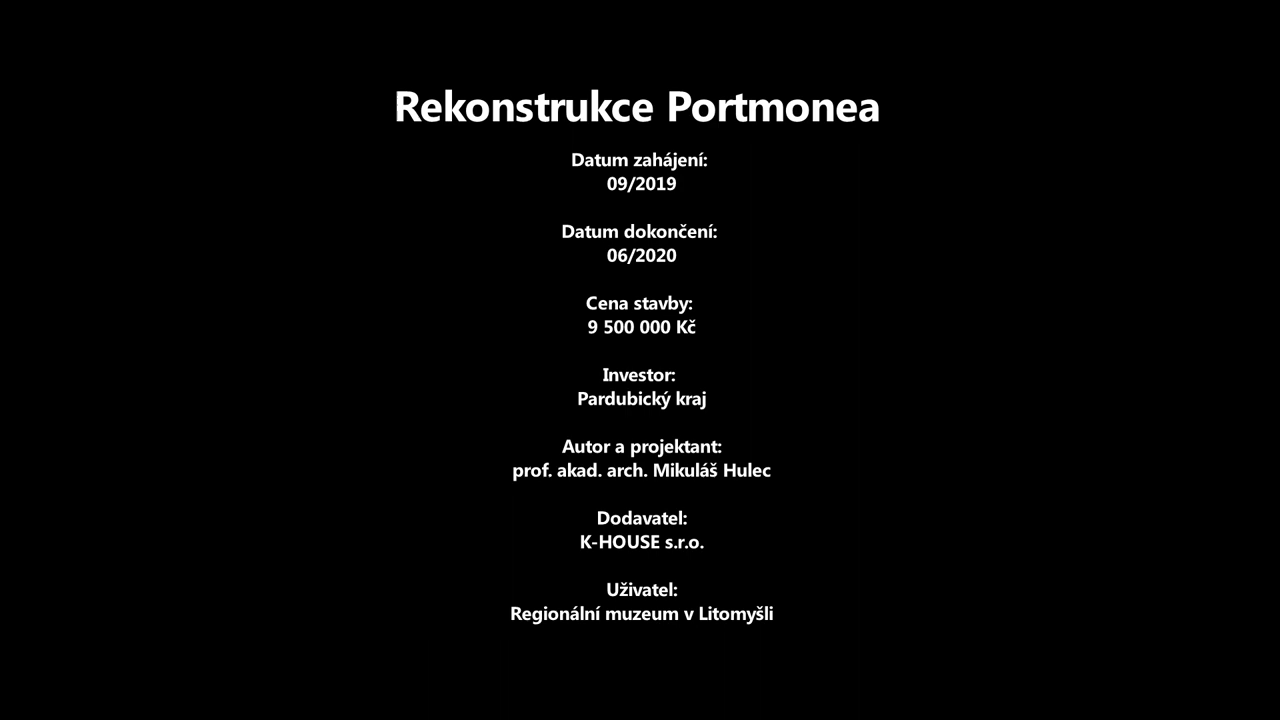 Rekonstrukce Portmonea
Datum zahájení:
09/2019
Datum dokončení:
06/2020
Cena stavby:
9 500 000 Kč
Investor:
Pardubický kraj
Autor a projektant:
prof. akad. arch. Mikuláš Hulec
Dodavatel:
K-HOUSE s.r.o.
Uživatel:
Regionální muzeum v Litomyšli